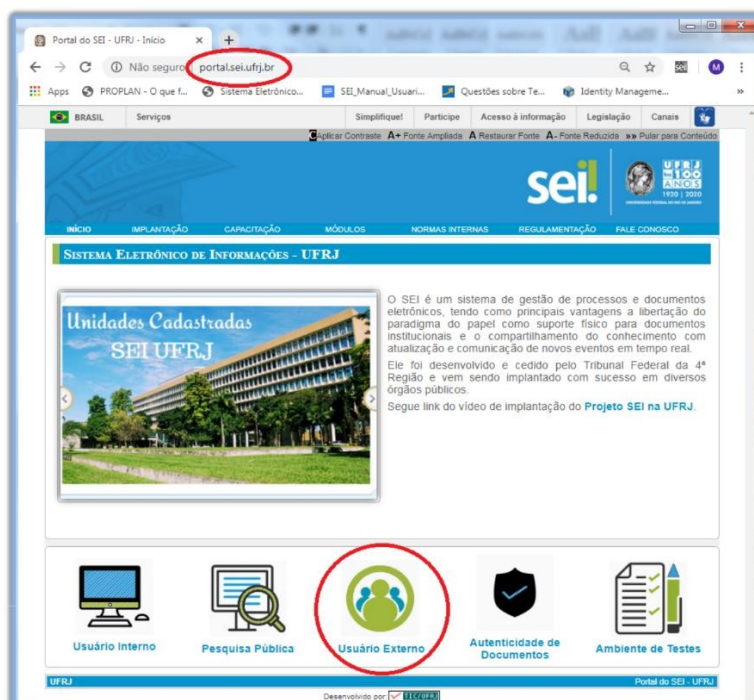 Portal do SEI - UFRJ - Início
Não seguro
portal.sei.ufrj.br
SEI
M
Apps
PROPLAN - O que f...
Sistema Eletrônico...
SEI_Manual_Usuari...
Questões sobre Te...
Identity Manageme...
BRASIL
Serviços
Simplifique!
Participe
Acesso à informação
Legislação
Canais
C Aplicar Contraste A+ Fonte Ampliada A Restaurar Fonte A- Fonte Reduzida »» Pular para Conteúdo
sei!
UFRJ
100
ANOS
1920 | 2020
INÍCIO
IMPLANTAÇÃO
CAPACITAÇÃO
MÓDULOS
NORMAS INTERNAS
REGULAMENTAÇÃO
FALE CONOSCO
SISTEMA ELETRÔNICO DE INFORMAÇÕES - UFRJ
Unidades Cadastradas
SEI UFRJ
O SEI é um sistema de gestão de processos e documentos
eletrônicos, tendo como principais vantagens a libertação do
paradigma do papel como suporte físico para documentos
institucionais e o compartilhamento do conhecimento com
atualização e comunicação de novos eventos em tempo real.
Ele foi desenvolvido e cedido pelo Tribunal Federal da 4ª
Região e vem sendo implantado com sucesso em diversos
órgãos públicos.
Segue link do vídeo de implantação do Projeto SEI na UFRJ.
Usuário Interno
Pesquisa Pública
Usuário Externo
Autenticidade de
Documentos
Ambiente de Testes
UFRJ
Portal do SEI - UFRJ
Desenvolvido por: TIC/UFRJ